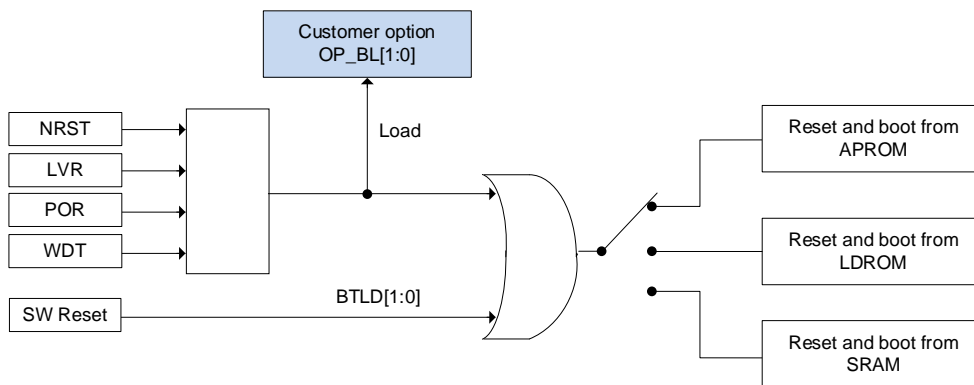 Customer option
OP_BL[1:0]
NRST
LVR
POR
WDT
SW Reset
Load
BTLD[1:0]
Reset and boot from
APROM
Reset and boot from
LDROM
Reset and boot from
SRAM